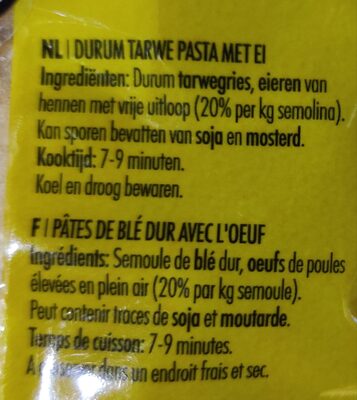 NL | DURUM TARWE PASTA MET EI
Ingrediënten: Durum tarwegries, eieren van
hennen met vrije uitloop (20% per kg semolina).
Kan sporen bevatten van soja en mosterd.
Kooktijd: 7-9 minuten.
Koel en droog bewaren.
F | PÂTES DE BLÉ DUR AVEC L'OEUF
Ingrédients: Semoule de blé dur, oeufs de poules
élevées en plein air (20% par kg semoule).
Peut contenir traces de soja et moutarde.
Temps de cuisson: 7-9 minutes.
A conserver dans un endroit frais et sec.